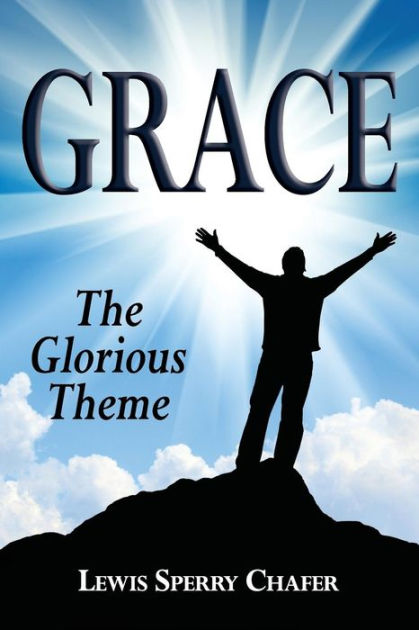 GRACE
The
Glorious
Theme
LEWIS SPERRY CHAFER